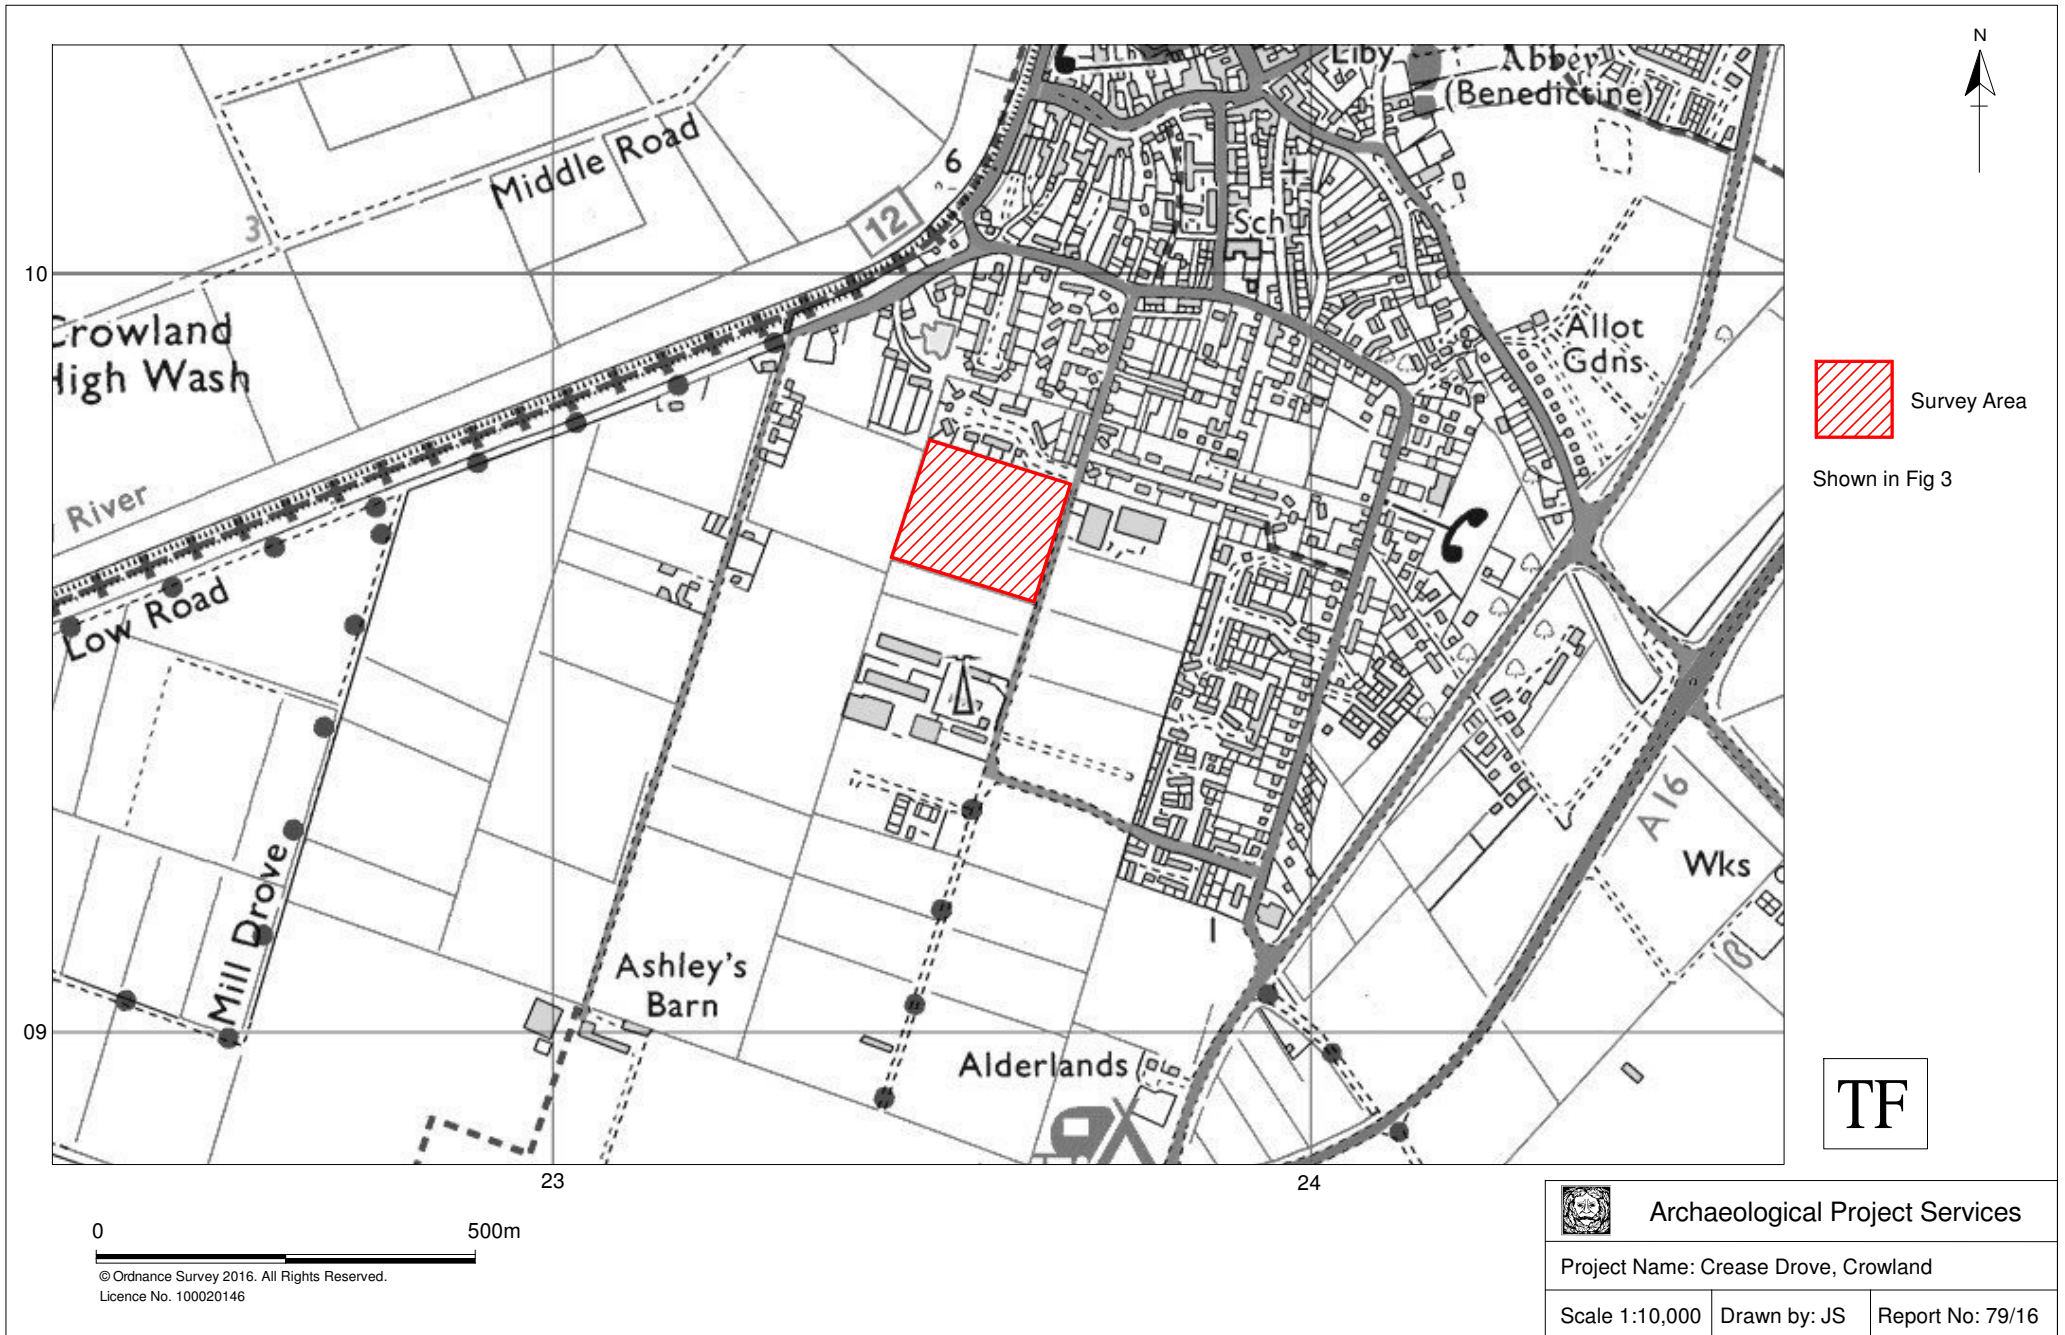 N
Liby
Abbey
(Benedictine)
Middle Road
6
3
12
Sch
10
Crowland
High Wash
Allot
Gdns
Survey Area
Shown in Fig 3
River
Low Road
A16
Wks
Mill Drove
Ashley's
Barn
1
B
09
Alderlands
TF
23
24
0 500m
© Ordnance Survey 2016. All Rights Reserved.
Licence No. 100020146
Archaeological Project Services
Project Name: Crease Drove, Crowland
Scale 1:10,000 Drawn by: JS Report No: 79/16